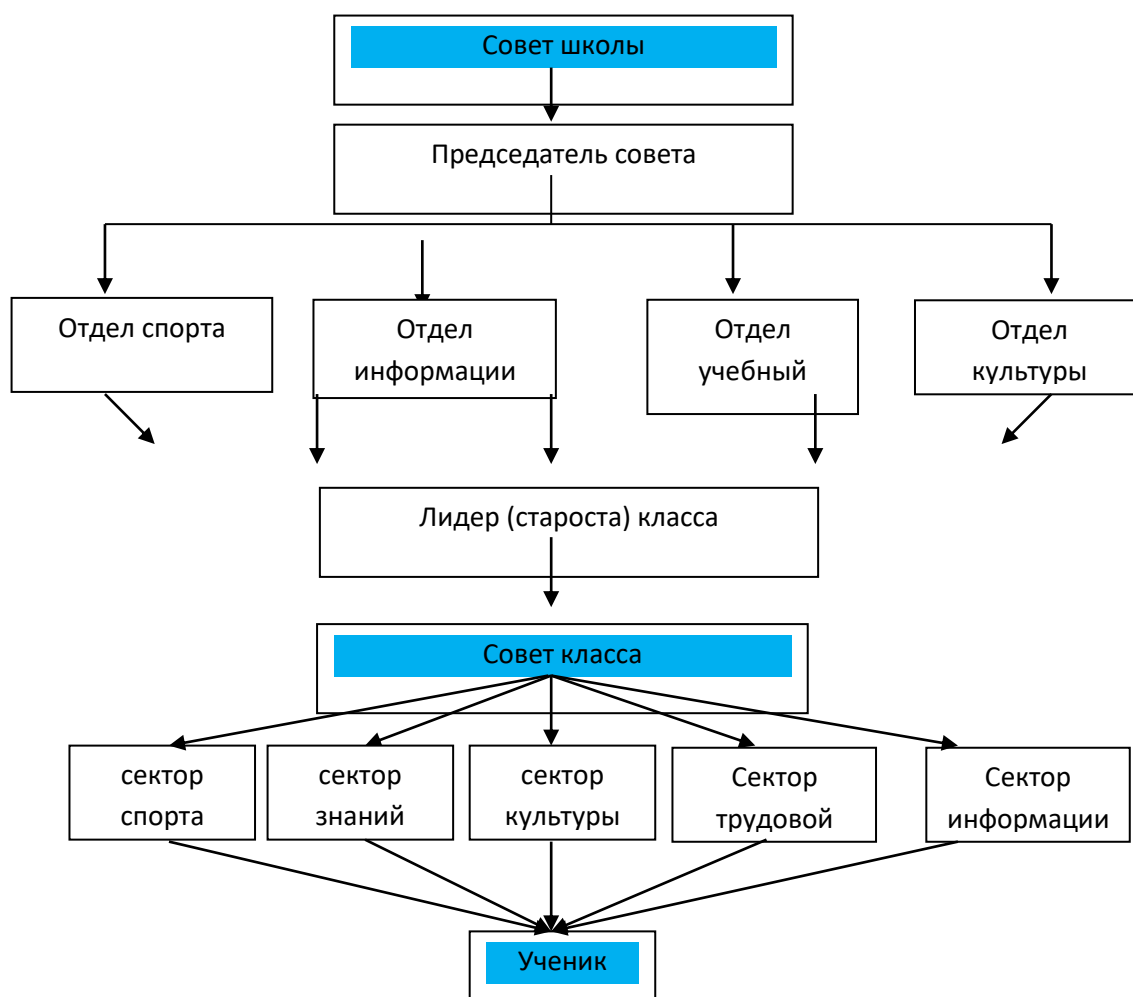 Совет школы
Председатель совета
Отдел спорта
Отдел
информации
Отдел
учебный
Отдел
культуры
Лидер (староста) класса
Совет класса
сектор
спорта
сектор
знаний
сектор
культуры
Сектор
трудовой
Сектор
информации
Ученик